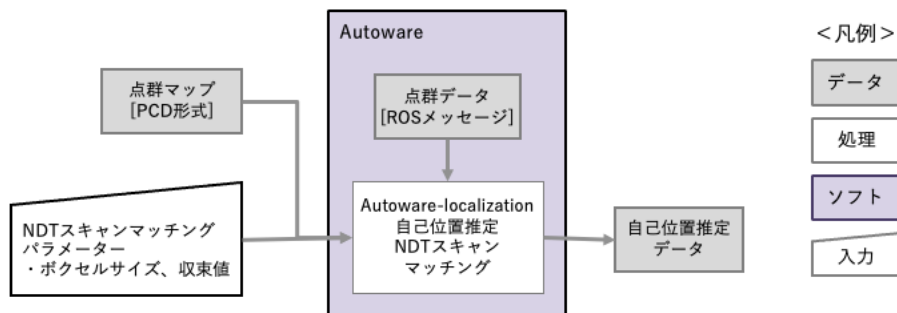 Autoware
点群マップ
[PCD形式]
点群データ
[ROSメッセージ]
NDTスキャンマッチング
パラメーター
・ボクセルサイズ、収束値
Autoware-localization
自己位置推定
NDTスキャン
マッチング
自己位置推定
データ
＜凡例＞
データ
処理
ソフト
入力